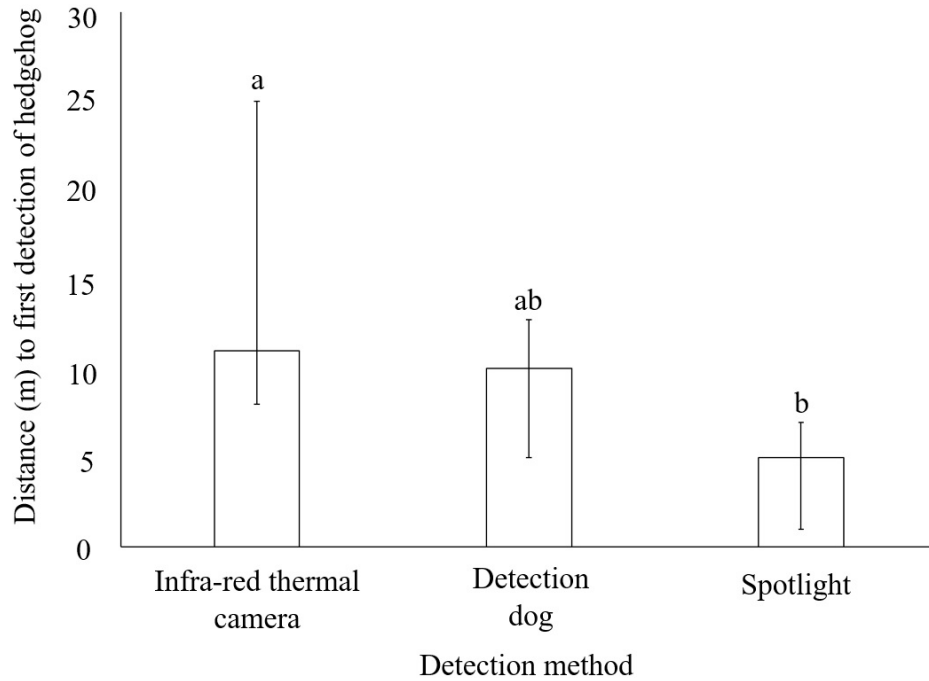 Distance (m) to first detection of hedgehog
30
25
20
15
10
5
0
a
ab
b
Infra-red thermal
camera
Detection
dog
Spotlight
Detection method